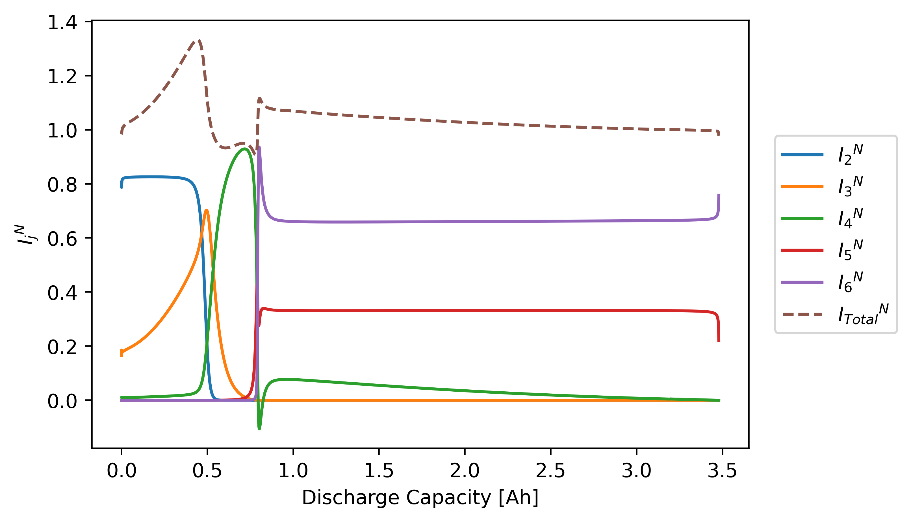 1.4
1.2
1.0
0.8
0.6
0.4
0.2
0.0
I_j^N
0.0 0.5 1.0 1.5 2.0 2.5 3.0 3.5
Discharge Capacity [Ah]
I_2^N
I_3^N
I_4^N
I_5^N
I_6^N
I_Total^N